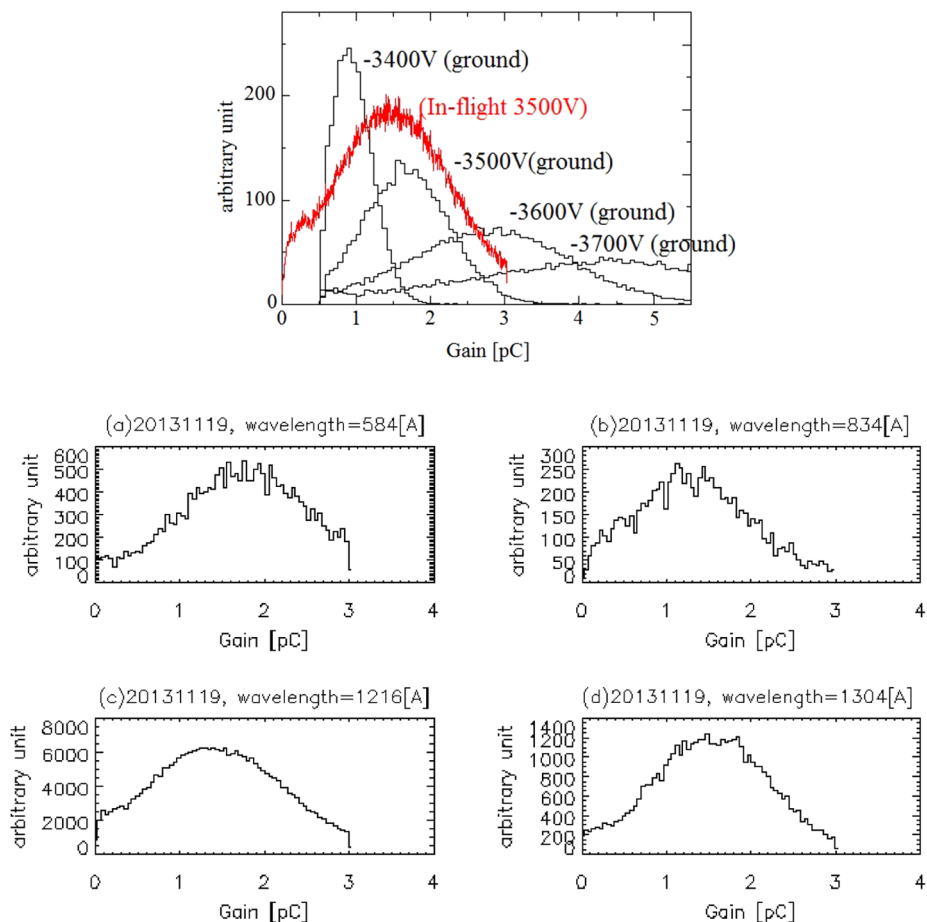 -3400V (ground)
(In-flight 3500V)
-3500V(ground)
-3600V (ground)
-3700V (ground)
arbitrary unit
200
100
0
0 1 2 3 4 5
Gain [pC]
(a)20131119, wavelength=584[A]
arbitrary unit
600
500
400
300
200
100
0
0 1 2 3 4
Gain [pC]
(b)20131119, wavelength=834[A]
arbitrary unit
300
250
200
150
100
50
0
0 1 2 3 4
Gain [pC]
(c)20131119, wavelength=1216[A]
arbitrary unit
8000
6000
4000
2000
0
0 1 2 3 4
Gain [pC]
(d)20131119, wavelength=1304[A]
arbitrary unit
1400
1200
1000
800
600
400
200
0
0 1 2 3 4
Gain [pC]